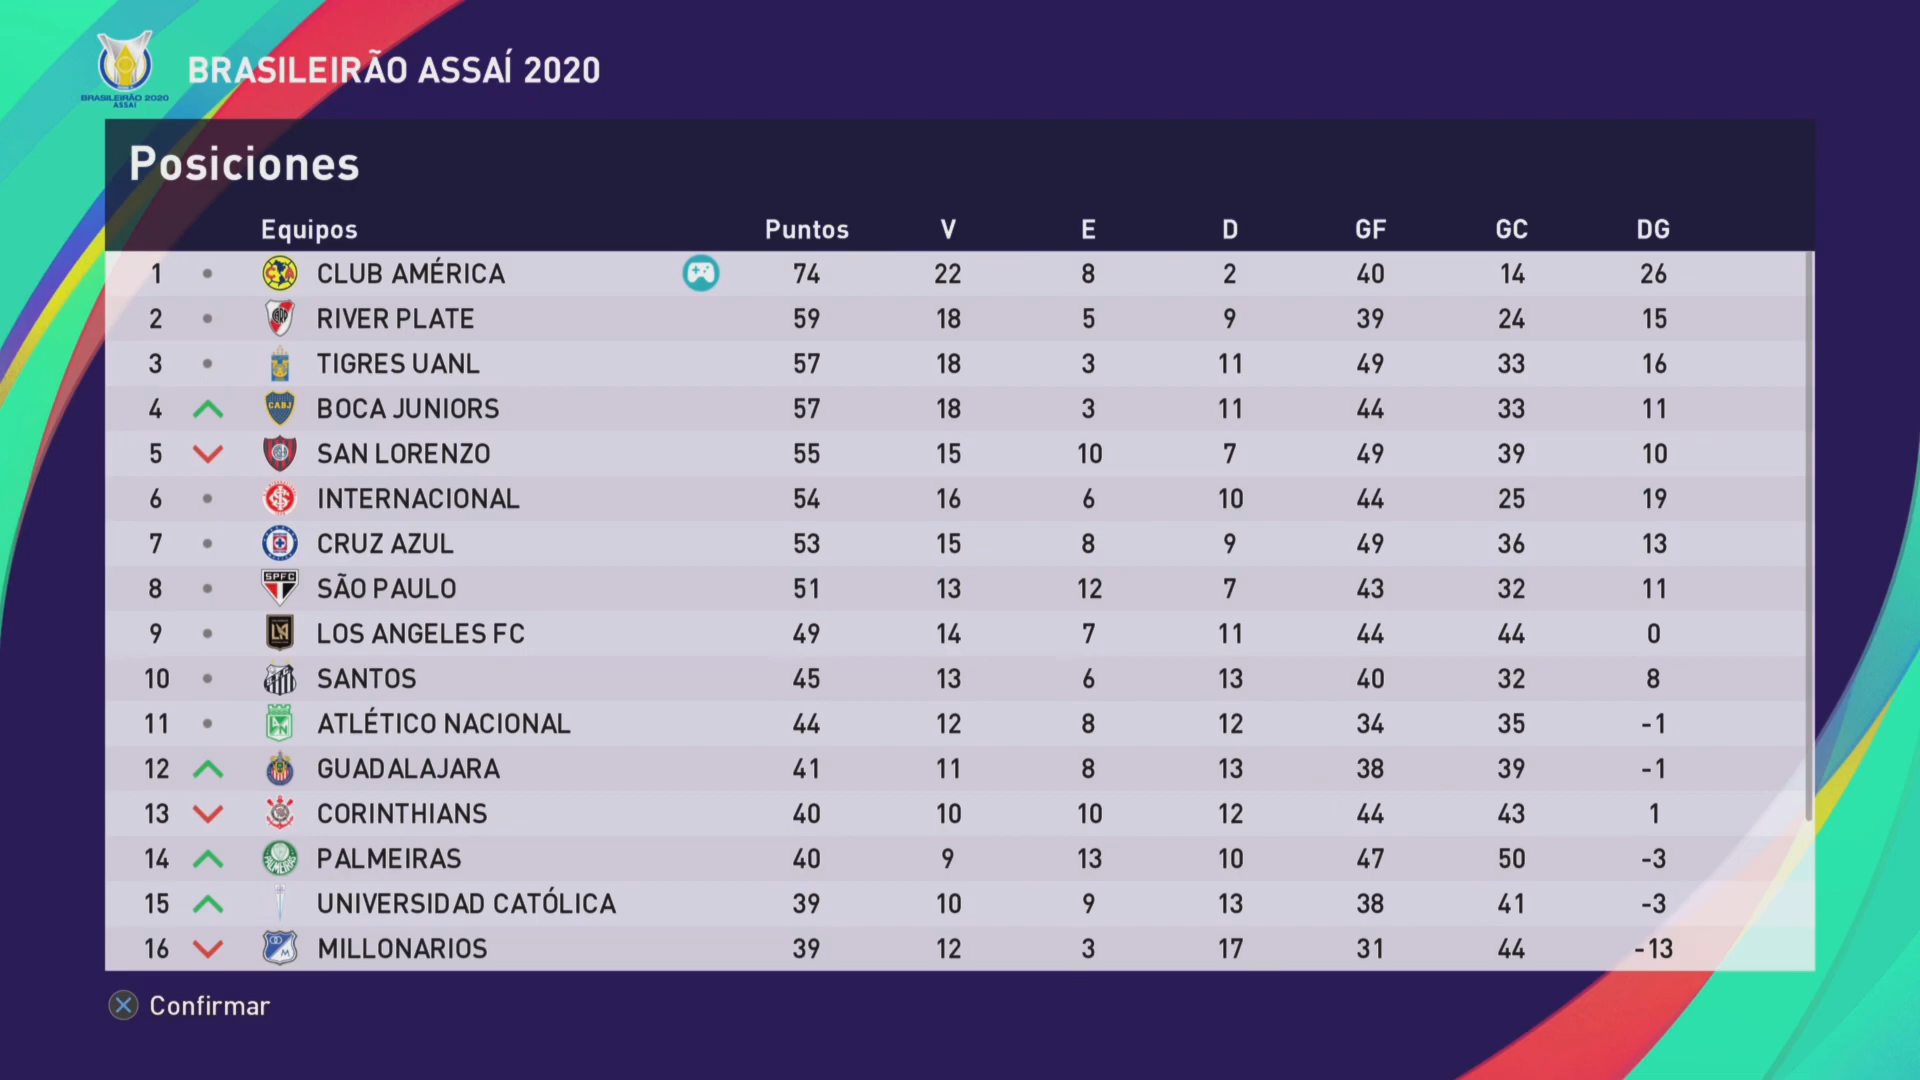 BRASILEIRÃO 2020
ASSAÍ
BRASILEIRÃO ASSAÍ 2020
Posiciones
Equipos Puntos V E D GF GC DG
1 CLUB AMÉRICA 74 22 8 2 40 14 26
2 RIVER PLATE 59 18 5 9 39 24 15
3 TIGRES UANL 57 18 3 11 49 33 16
4 CABJ BOCA JUNIORS 57 18 3 11 44 33 11
5 SAN LORENZO 55 15 10 7 49 39 10
6 INTERNACIONAL 54 16 6 10 44 25 19
7 CRUZ AZUL 53 15 8 9 49 36 13
8 SPFC SÃO PAULO 51 13 12 7 43 32 11
9 LOS ANGELES FC 49 14 7 11 44 44 0
10 SANTOS 45 13 6 13 40 32 8
11 ATLÉTICO NACIONAL 44 12 8 12 34 35 -1
12 GUADALAJARA 41 11 8 13 38 39 -1
13 CORINTHIANS 40 10 10 12 44 43 1
14 PALMEIRAS 40 9 13 10 47 50 -3
15 UNIVERSIDAD CATÓLICA 39 10 9 13 38 41 -3
16 MILLONARIOS 39 12 3 17 31 44 -13
Confirmar